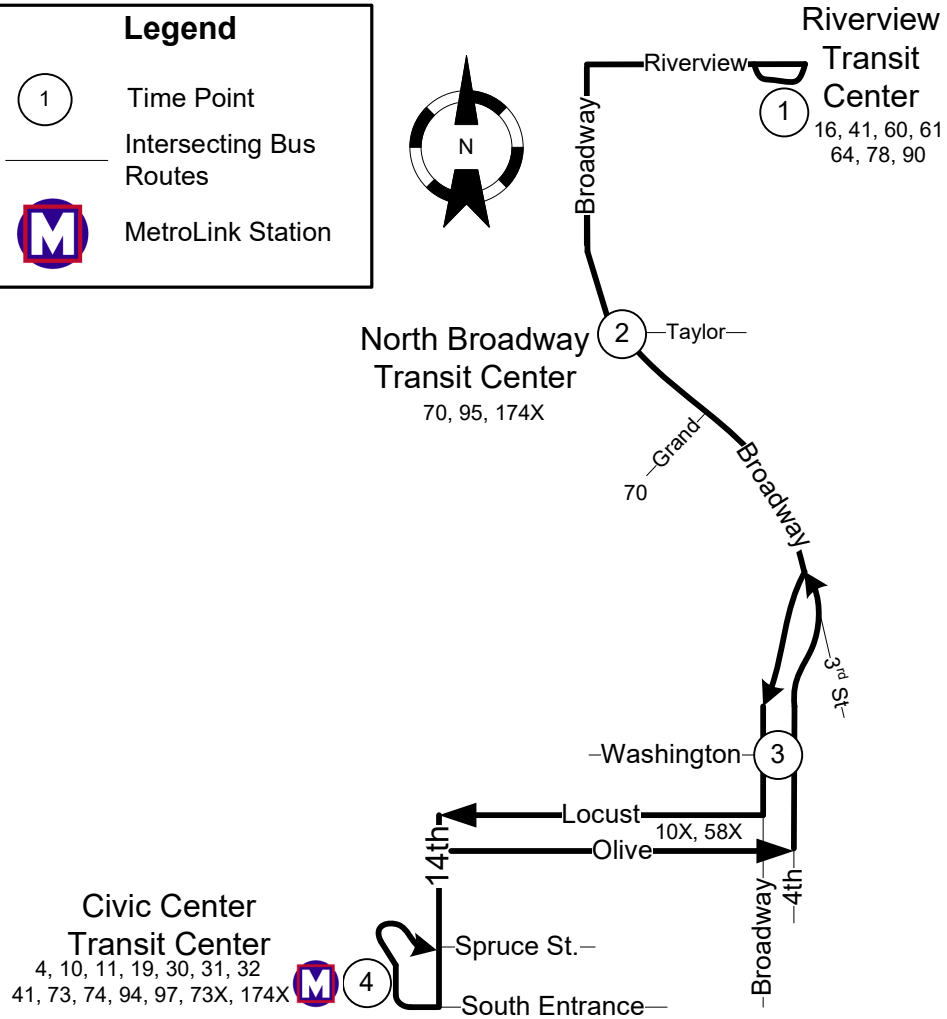 Legend
1
Time Point
Intersecting Bus
Routes
M
MetroLink Station
N
Riverview
Transit
Center
16, 41, 60, 61
64, 78, 90
1
Riverview
Broadway
North Broadway
Transit Center
70, 95, 174X
2
Taylor
Grand
70
Broadway
3rd St
Washington
3
Locust
10X, 58X
Olive
14th
Broadway
4th
Civic Center
Transit Center
4, 10, 11, 19, 30, 31, 32
41, 73, 74, 94, 97, 73X, 174X
M
4
Spruce St.
South Entrance